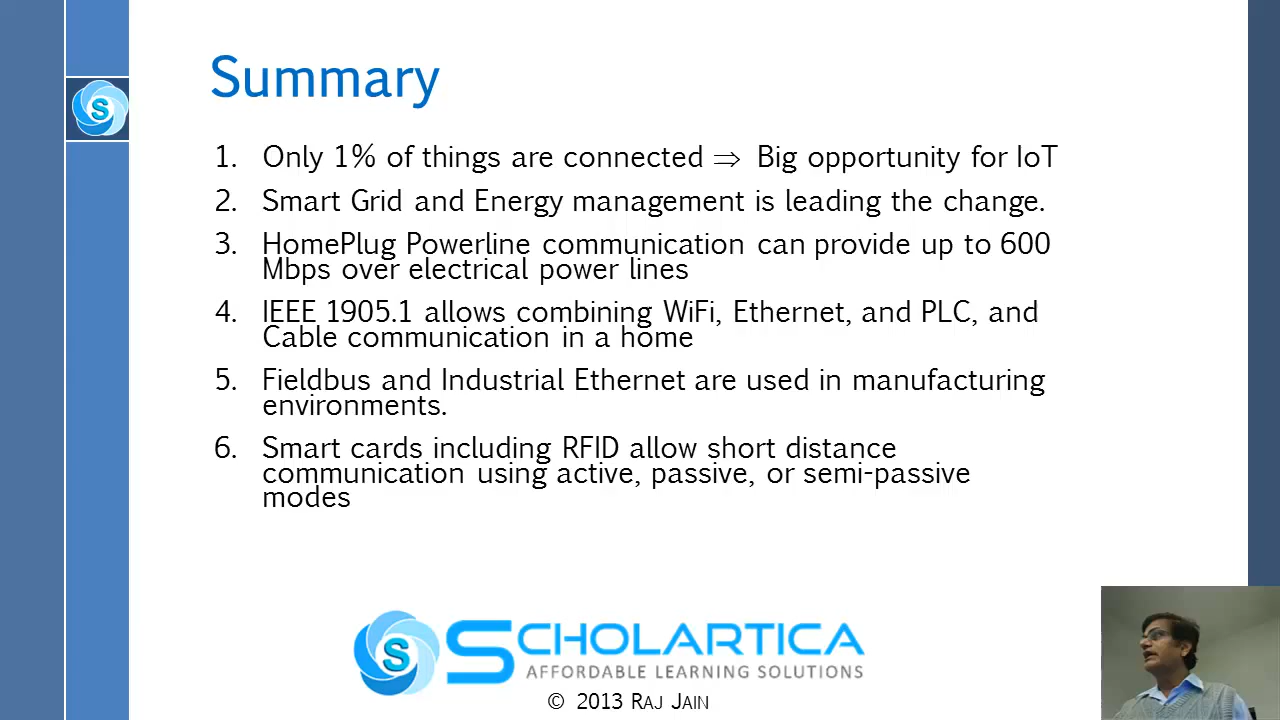 Summary
S
1. Only 1% of things are connected ⇒ Big opportunity for IoT
2. Smart Grid and Energy management is leading the change.
3. HomePlug Powerline communication can provide up to 600
Mbps over electrical power lines
4. IEEE 1905.1 allows combining WiFi, Ethernet, and PLC, and
Cable communication in a home
5. Fieldbus and Industrial Ethernet are used in manufacturing
environments.
6. Smart cards including RFID allow short distance
communication using active, passive, or semi-passive
modes
S SCHOLARTICA
AFFORDABLE LEARNING SOLUTIONS
© 2013 RAJ JAIN